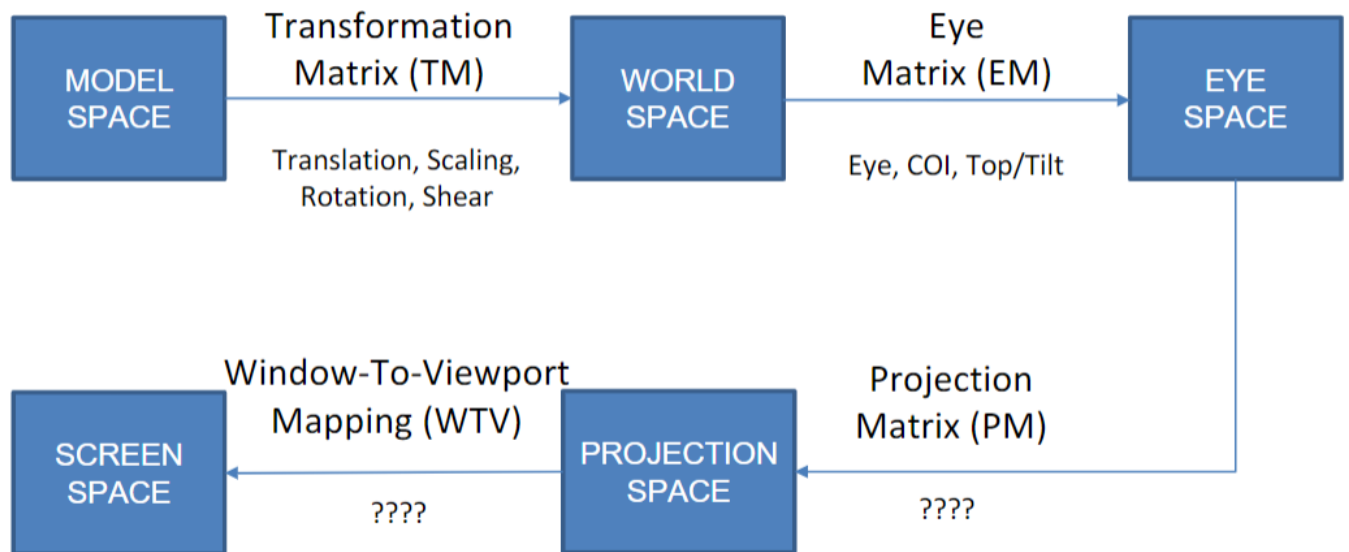 MODEL
SPACE
Transformation
Matrix (TM)
Translation, Scaling,
Rotation, Shear
WORLD
SPACE
Eye
Matrix (EM)
Eye, COI, Top/Tilt
EYE
SPACE
Projection
Matrix (PM)
????
PROJECTION
SPACE
Window-To-Viewport
Mapping (WTV)
????
SCREEN
SPACE